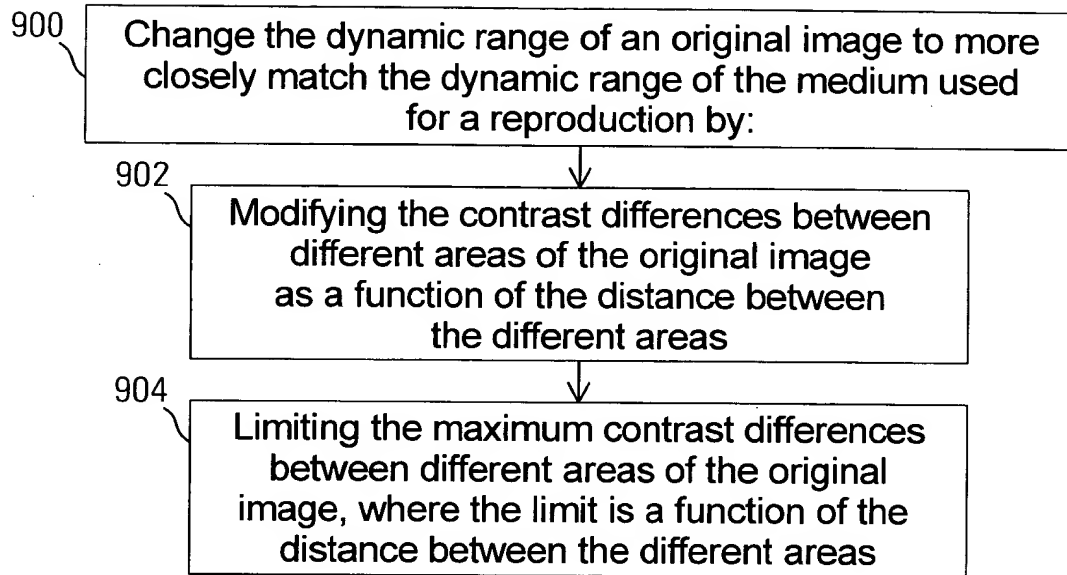 900
Change the dynamic range of an original image to more
closely match the dynamic range of the medium used
for a reproduction by:
902
Modifying the contrast differences between
different areas of the original image
as a function of the distance between
the different areas
904
Limiting the maximum contrast differences
between different areas of the original
image, where the limit is a function of the
distance between the different areas